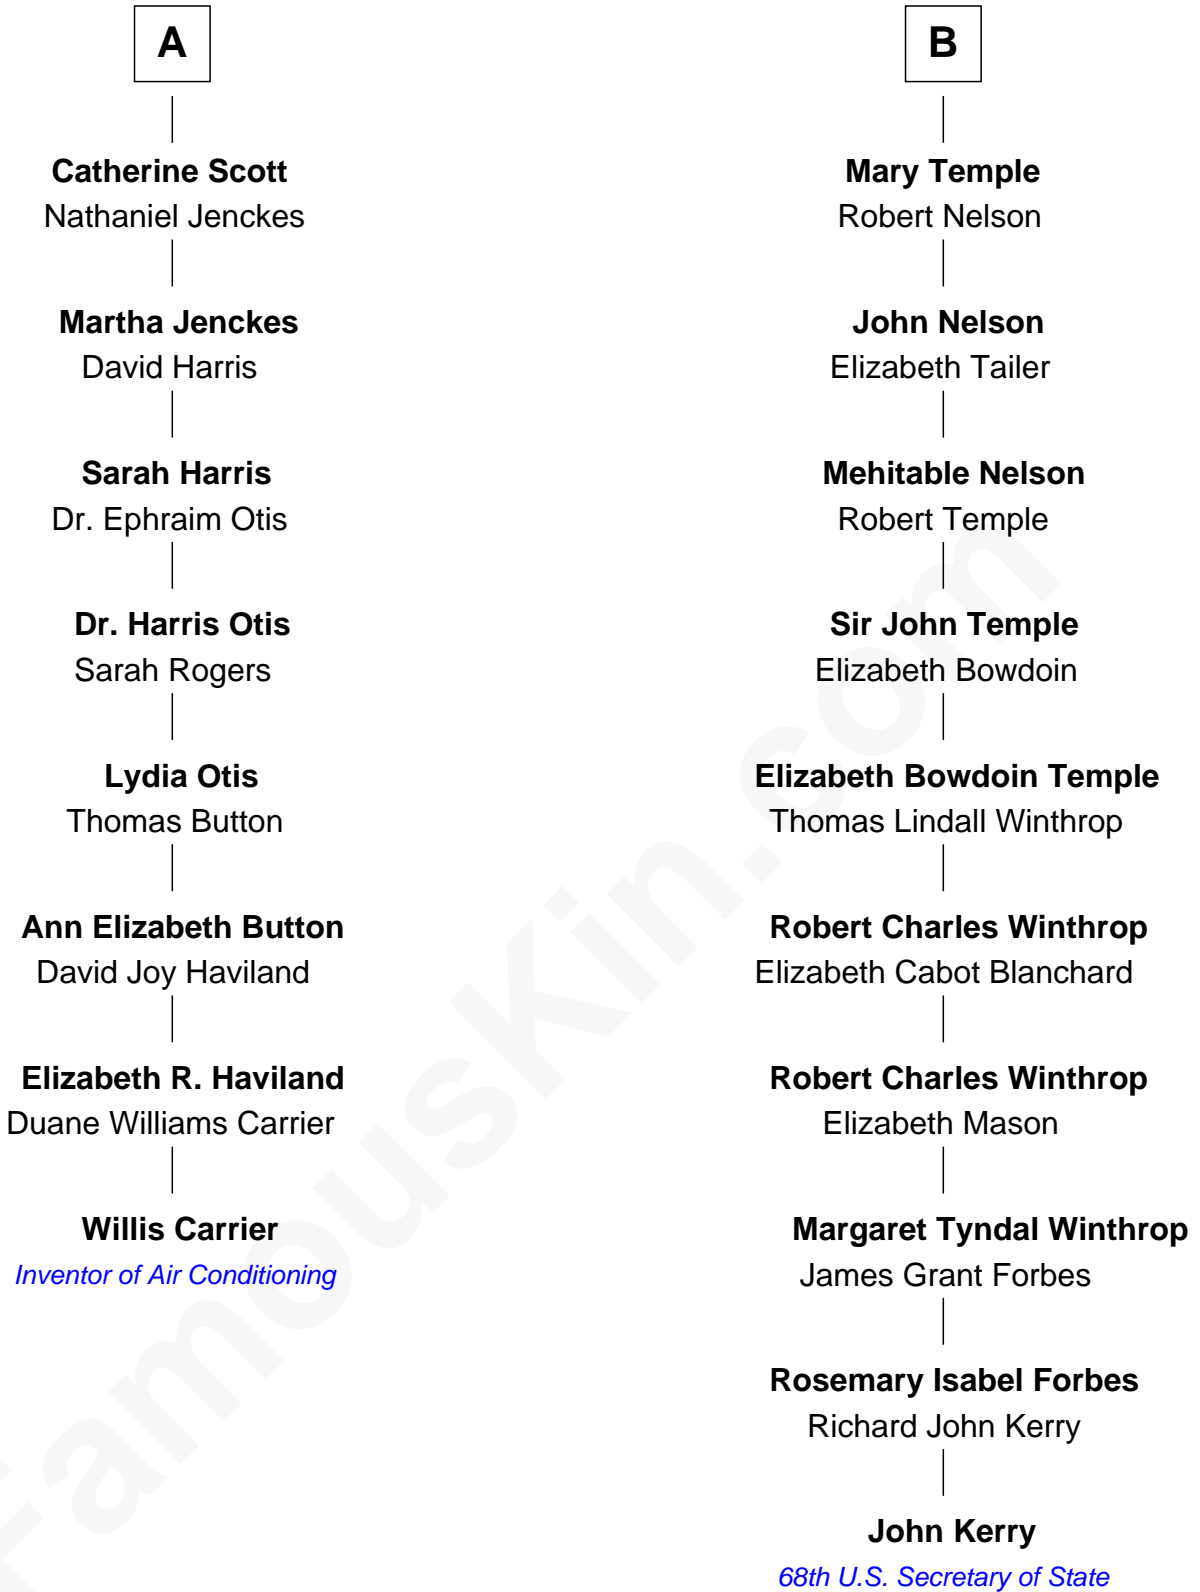 A
Catherine Scott
Nathaniel Jenckes
Martha Jenckes
David Harris
Sarah Harris
Dr. Ephraim Otis
Dr. Harris Otis
Sarah Rogers
Lydia Otis
Thomas Button
Ann Elizabeth Button
David Joy Haviland
Elizabeth R. Haviland
Duane Williams Carrier
Willis Carrier
Inventor of Air Conditioning
B
Mary Temple
Robert Nelson
John Nelson
Elizabeth Tailer
Mehitable Nelson
Robert Temple
Sir John Temple
Elizabeth Bowdoin
Elizabeth Bowdoin Temple
Thomas Lindall Winthrop
Robert Charles Winthrop
Elizabeth Cabot Blanchard
Robert Charles Winthrop
Elizabeth Mason
Margaret Tyndal Winthrop
James Grant Forbes
Rosemary Isabel Forbes
Richard John Kerry
John Kerry
68th U.S. Secretary of State
FamousKin.com